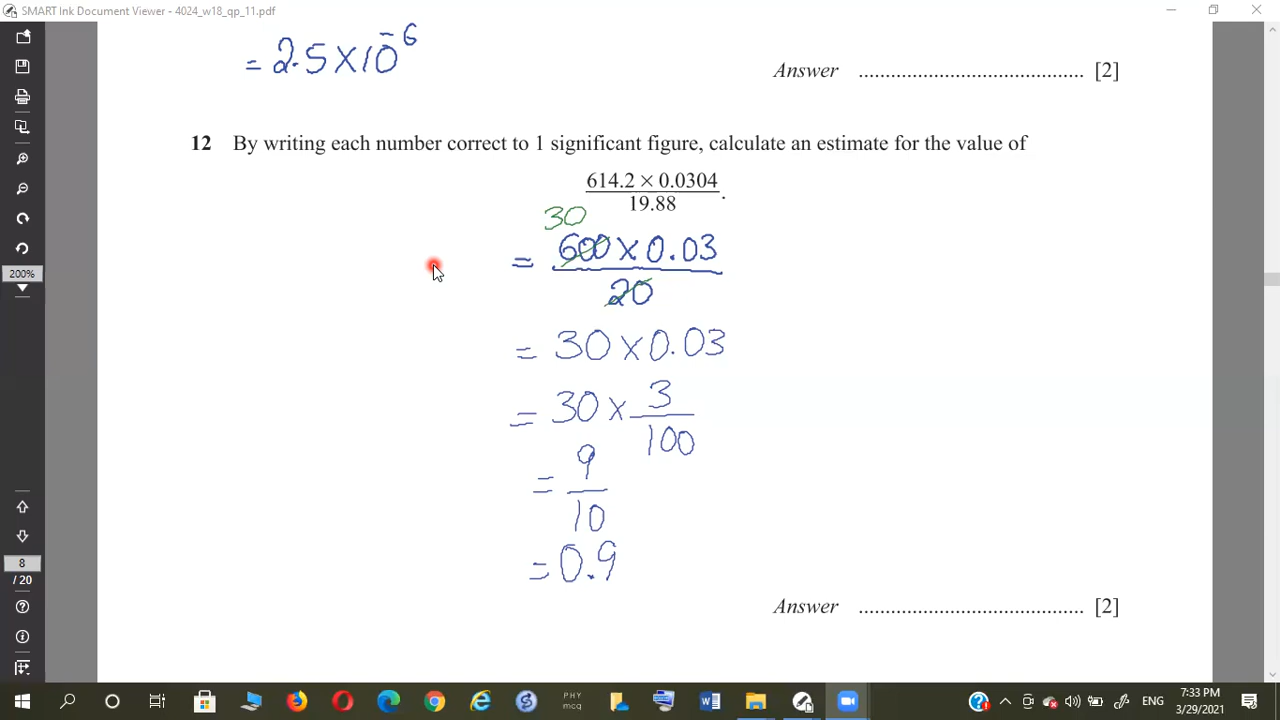 SMART Ink Document Viewer - 4024_w18_qp_11.pdf
= 2.5×10⁻⁶
Answer .......................................... [2]
12 By writing each number correct to 1 significant figure, calculate an estimate for the value of
614.2 × 0.0304
19.88 .
30
= 600 × 0.03
20
= 30 × 0.03
= 30 × 3
100
= 9
10
= 0.9
Answer .......................................... [2]
200%
8
/ 20
PHY
mcq
ENG
7:33 PM
3/29/2021